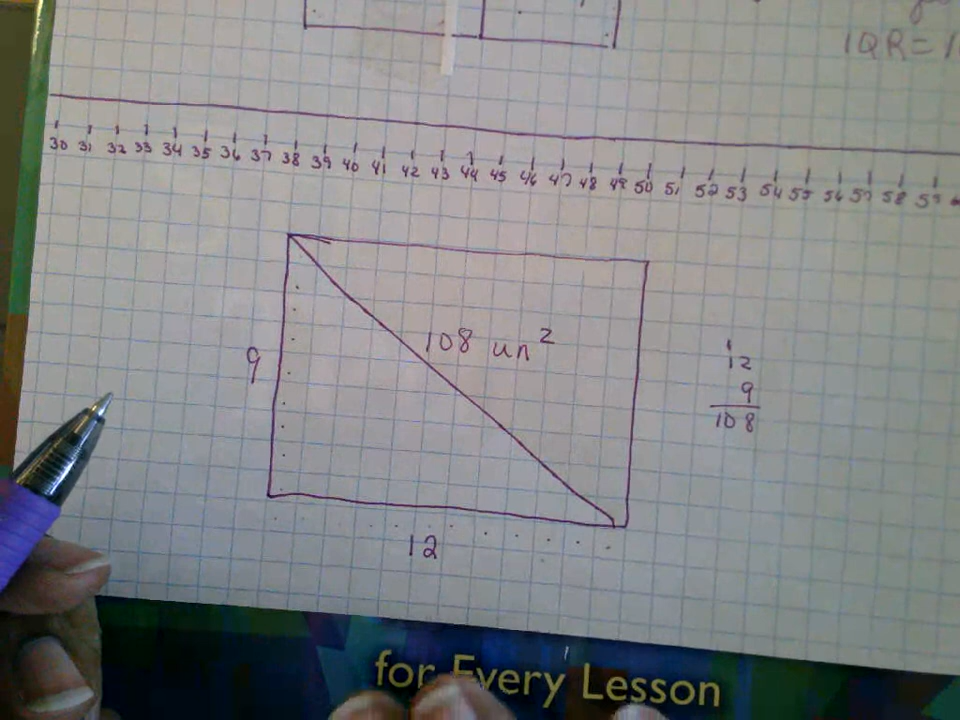 IQR=
30 31 32 33 34 35 36 37 38 39 40 41 42 43 44 45 46 47 48 49 50 51 52 53 54 55 56 57 58 59
108 un²
9
12
1
12
9
108
for Every Lesson